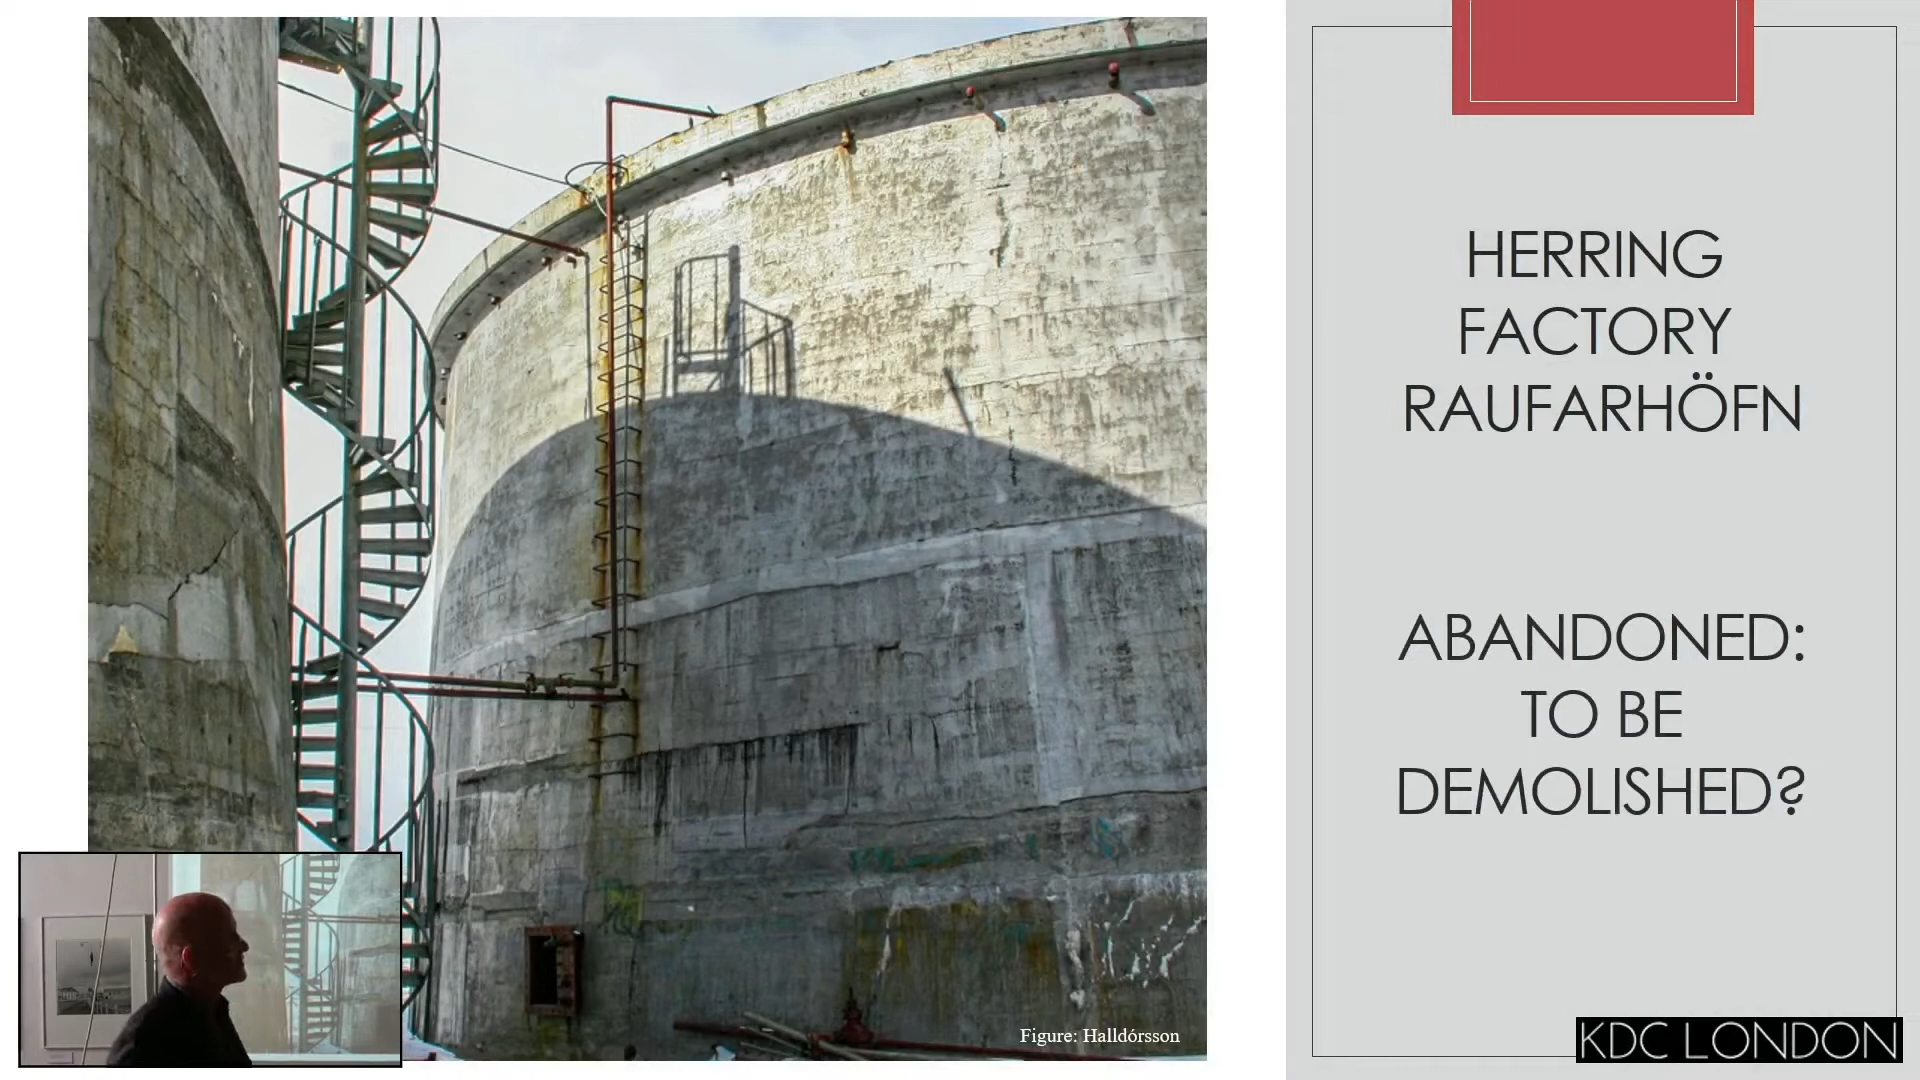 HERRING
FACTORY
RAUFARHÖFN
ABANDONED:
TO BE
DEMOLISHED?
Figure: Halldórsson
KDC LONDON